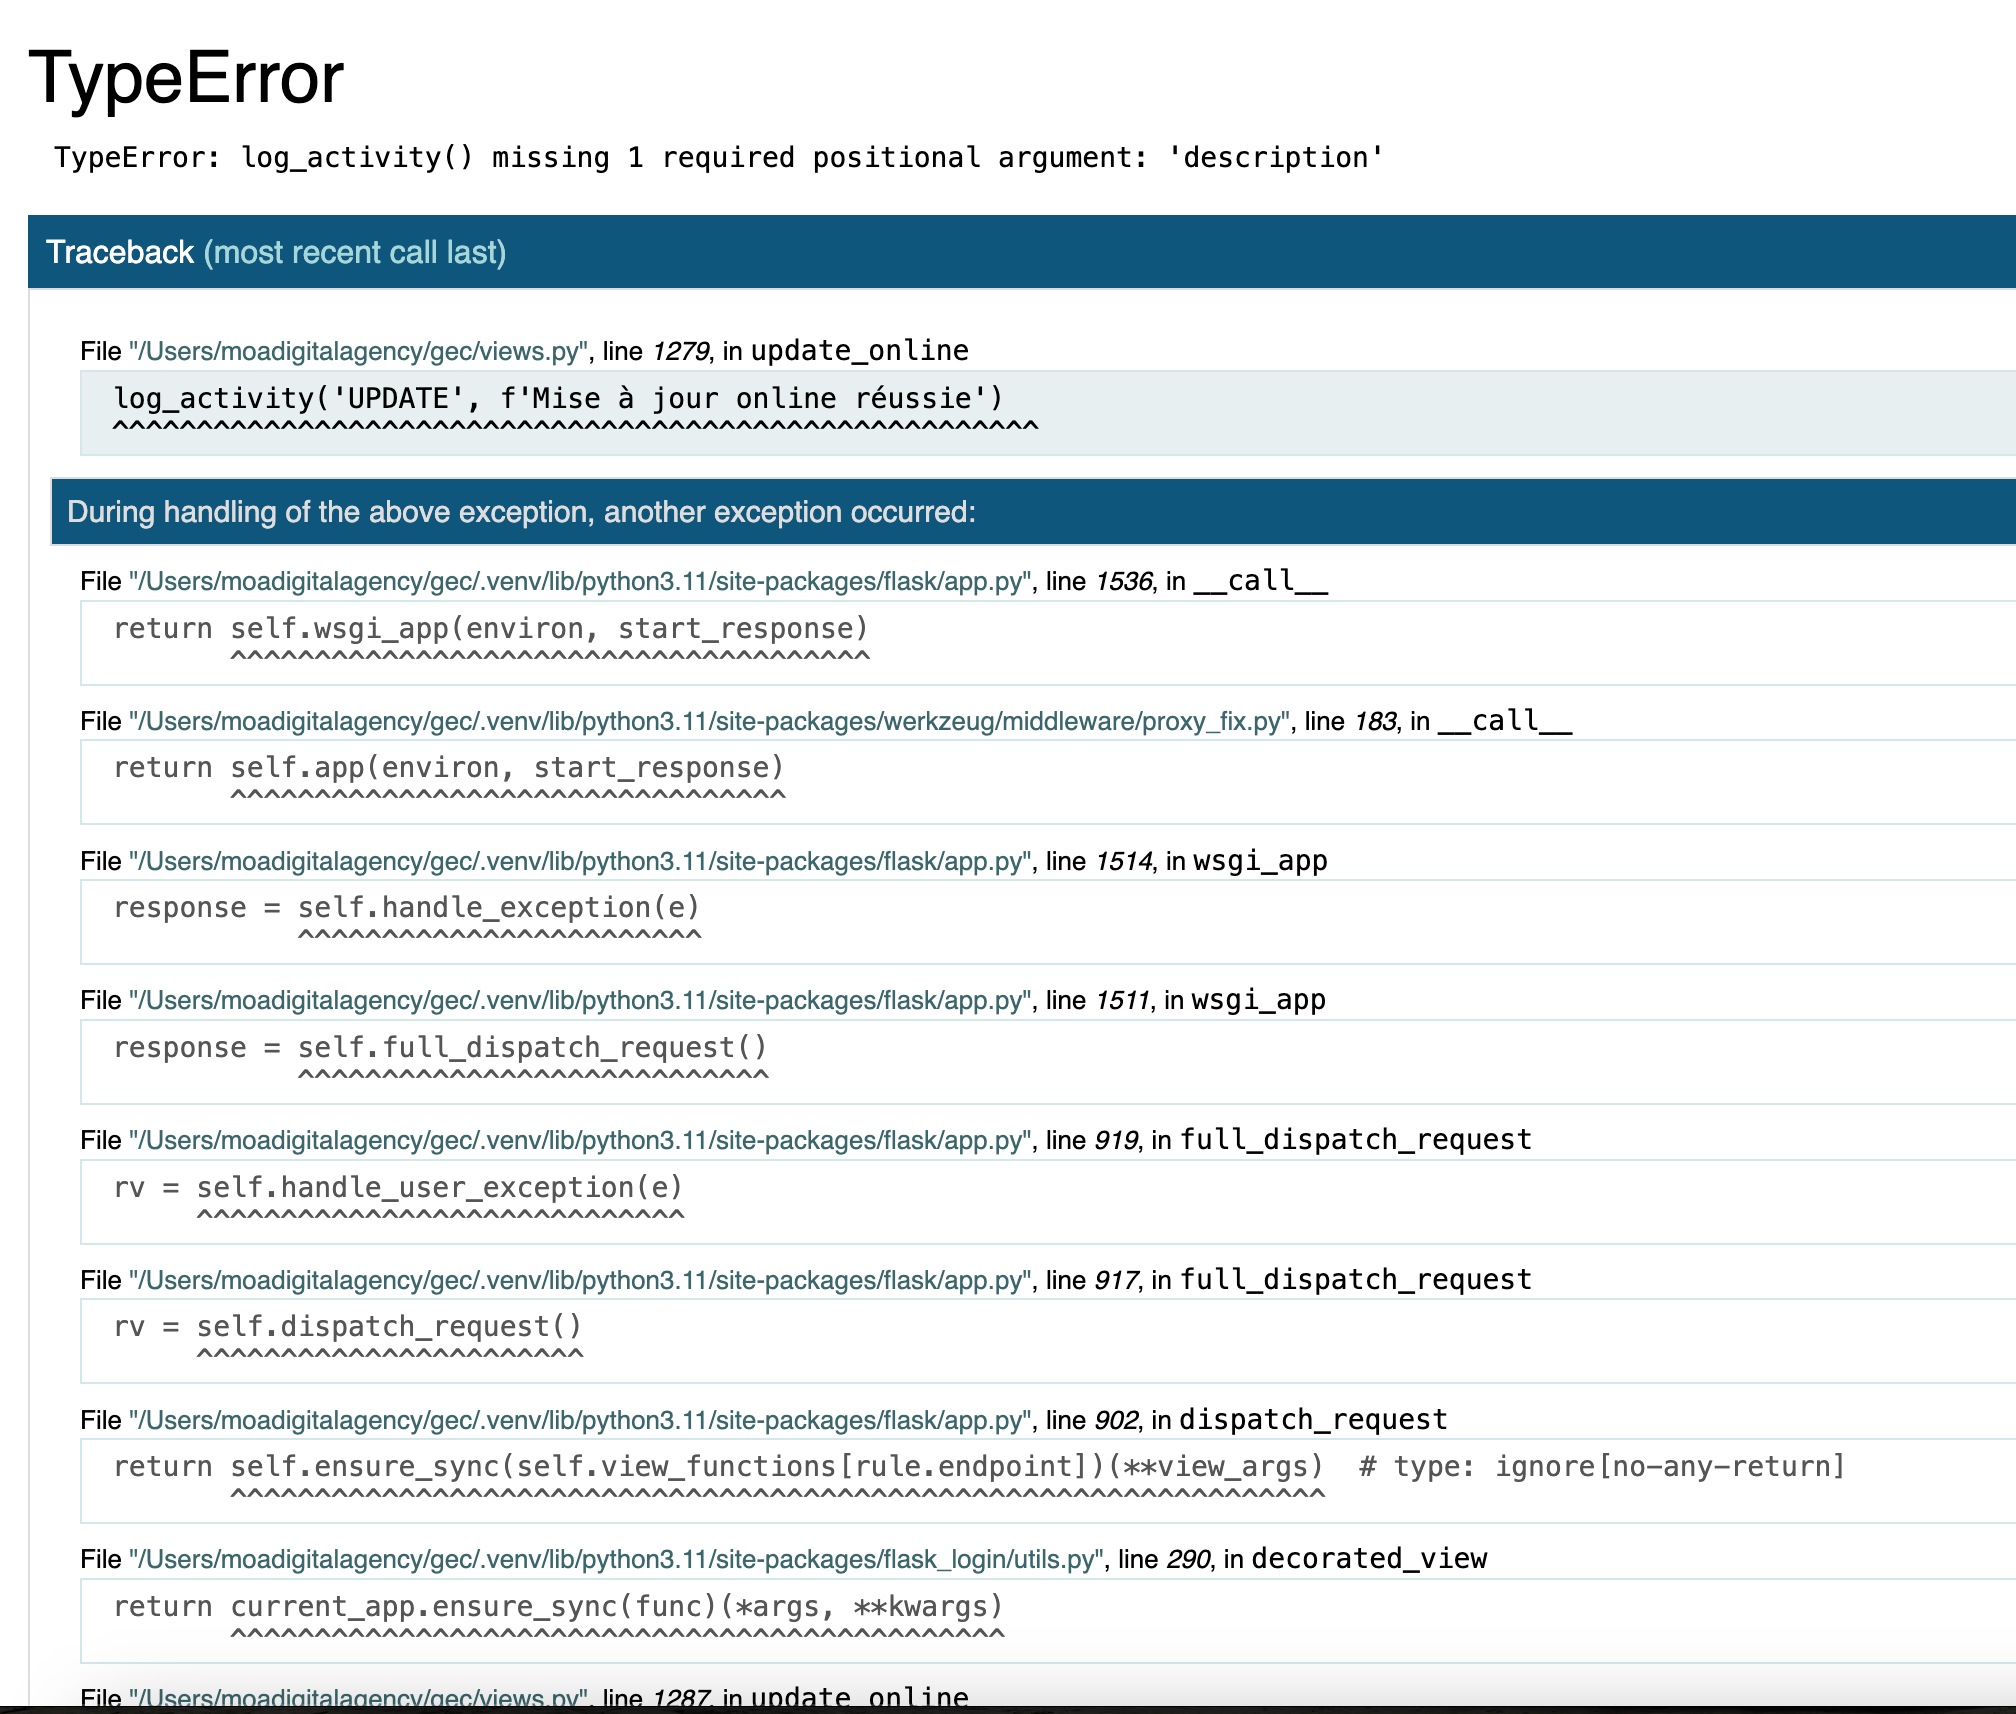 TypeError
TypeError: log_activity() missing 1 required positional argument: 'description'
Traceback (most recent call last)
File "/Users/moadigitalagency/gec/views.py", line 1279, in update_online
log_activity('UPDATE', f'Mise à jour online réussie')
^^^^^^^^^^^^^^^^^^^^^^^^^^^^^^^^^^^^^^^^^^^^^^^^^^^^^^^
During handling of the above exception, another exception occurred:
File "/Users/moadigitalagency/gec/.venv/lib/python3.11/site-packages/flask/app.py", line 1536, in __call__
return self.wsgi_app(environ, start_response)
^^^^^^^^^^^^^^^^^^^^^^^^^^^^^^^^^^^^^^
File "/Users/moadigitalagency/gec/.venv/lib/python3.11/site-packages/werkzeug/middleware/proxy_fix.py", line 183, in __call__
return self.app(environ, start_response)
^^^^^^^^^^^^^^^^^^^^^^^^^^^^^^^^^
File "/Users/moadigitalagency/gec/.venv/lib/python3.11/site-packages/flask/app.py", line 1514, in wsgi_app
response = self.handle_exception(e)
^^^^^^^^^^^^^^^^^^^^^^^^
File "/Users/moadigitalagency/gec/.venv/lib/python3.11/site-packages/flask/app.py", line 1511, in wsgi_app
response = self.full_dispatch_request()
^^^^^^^^^^^^^^^^^^^^^^^^^^^^
File "/Users/moadigitalagency/gec/.venv/lib/python3.11/site-packages/flask/app.py", line 919, in full_dispatch_request
rv = self.handle_user_exception(e)
^^^^^^^^^^^^^^^^^^^^^^^^^^^^^
File "/Users/moadigitalagency/gec/.venv/lib/python3.11/site-packages/flask/app.py", line 917, in full_dispatch_request
rv = self.dispatch_request()
^^^^^^^^^^^^^^^^^^^^^^^
File "/Users/moadigitalagency/gec/.venv/lib/python3.11/site-packages/flask/app.py", line 902, in dispatch_request
return self.ensure_sync(self.view_functions[rule.endpoint])(**view_args)  # type: ignore[no-any-return]
^^^^^^^^^^^^^^^^^^^^^^^^^^^^^^^^^^^^^^^^^^^^^^^^^^^^^^^^^^^^^^^^^
File "/Users/moadigitalagency/gec/.venv/lib/python3.11/site-packages/flask_login/utils.py", line 290, in decorated_view
return current_app.ensure_sync(func)(*args, **kwargs)
^^^^^^^^^^^^^^^^^^^^^^^^^^^^^^^^^^^^^^^^^^^^^^
File "/Users/moadigitalagency/gec/views.py", line 1287, in update_online